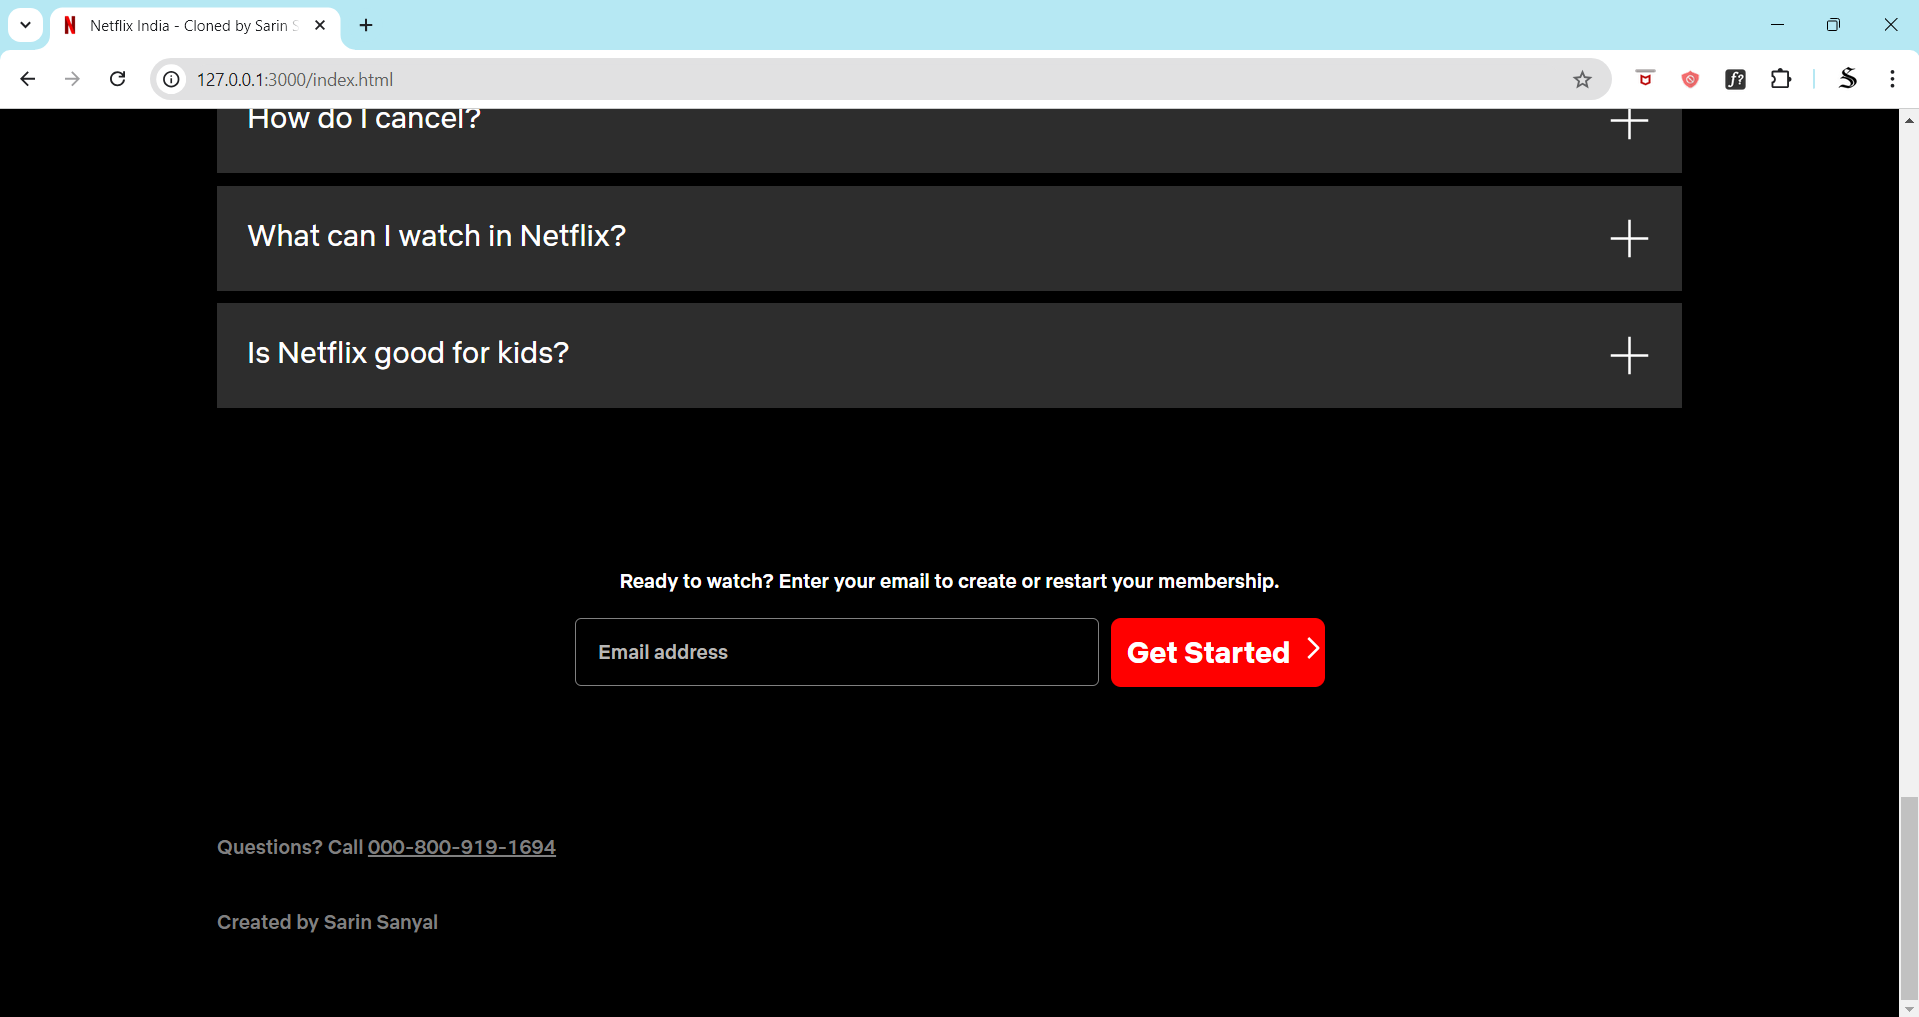 Netflix India - Cloned by Sarin
127.0.0.1:3000/index.html
How do I cancel?
What can I watch in Netflix?
Is Netflix good for kids?
Ready to watch? Enter your email to create or restart your membership.
Email address
Get Started
Questions? Call 000-800-919-1694
Created by Sarin Sanyal